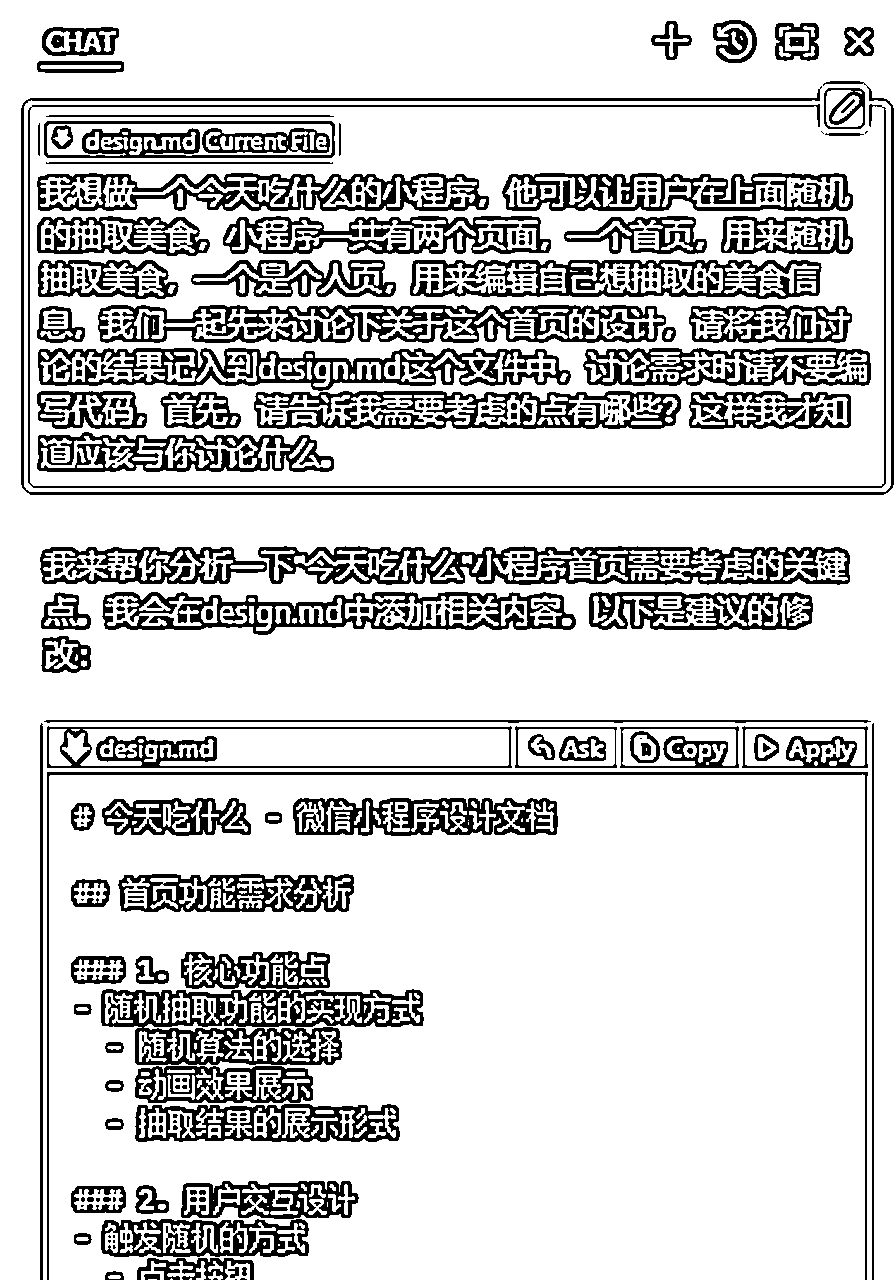 CHAT
design.md Current File
我想做一个今天吃什么的小程序，他可以让用户在上面随机
的抽取美食，小程序一共有两个页面，一个首页，用来随机
抽取美食，一个是个人页，用来编辑自己想抽取的美食信
息，我们一起先来讨论下关于这个首页的设计，请将我们讨
论的结果记入到design.md这个文件中，讨论需求时请不要编
写代码，首先，请告诉我需要考虑的点有哪些？这样我才知
道应该与你讨论什么。
我来帮你分析一下"今天吃什么"小程序首页需要考虑的关键
点。我会在design.md中添加相关内容。以下是建议的修
改：
design.md Ask Copy Apply
# 今天吃什么 - 微信小程序设计文档
## 首页功能需求分析
### 1. 核心功能点
- 随机抽取功能的实现方式
- 随机算法的选择
- 动画效果展示
- 抽取结果的展示形式
### 2. 用户交互设计
- 触发随机的方式
- 点击按钮